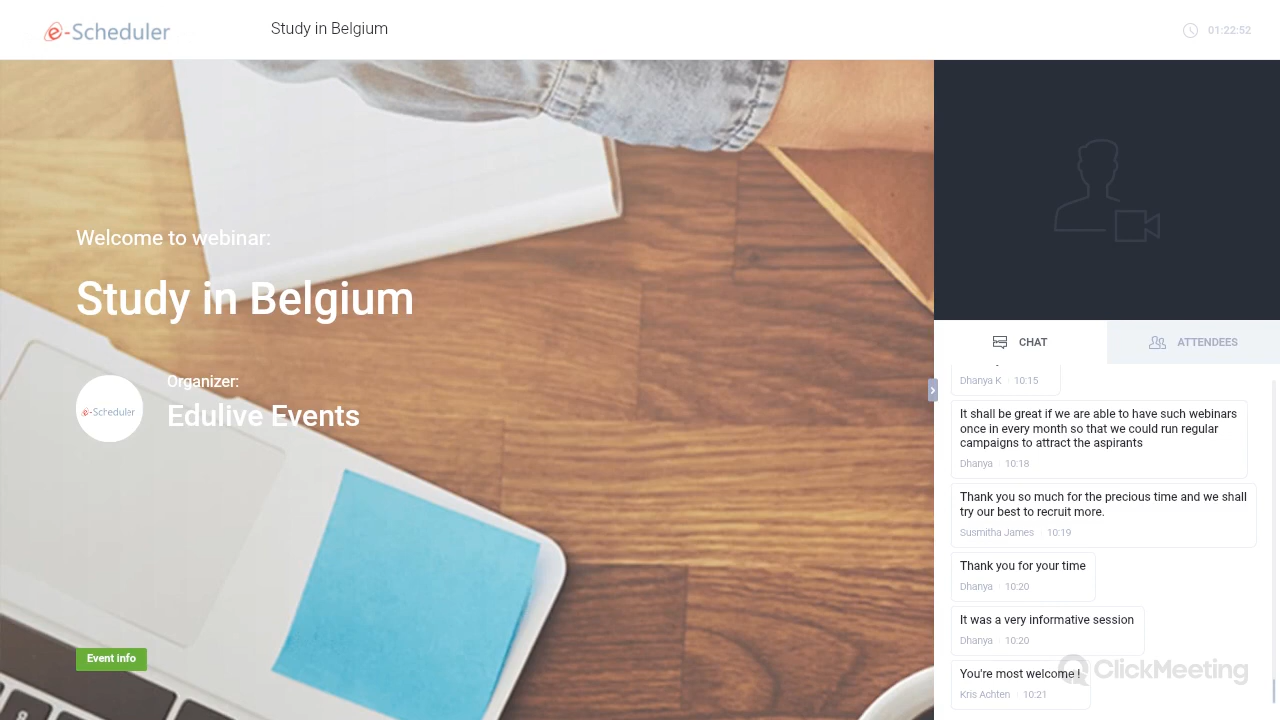 e-Scheduler
Study in Belgium
01:22:52
Welcome to webinar:
Study in Belgium
Organizer:
e-Scheduler
Edulive Events
Event info
CHAT
ATTENDEES
Dhanya K 10:15
It shall be great if we are able to have such webinars
once in every month so that we could run regular
campaigns to attract the aspirants
Dhanya 10:18
Thank you so much for the precious time and we shall
try our best to recruit more.
Susmitha James 10:19
Thank you for your time
Dhanya 10:20
It was a very informative session
Dhanya 10:20
You're most welcome !
Kris Achten 10:21
ClickMeeting